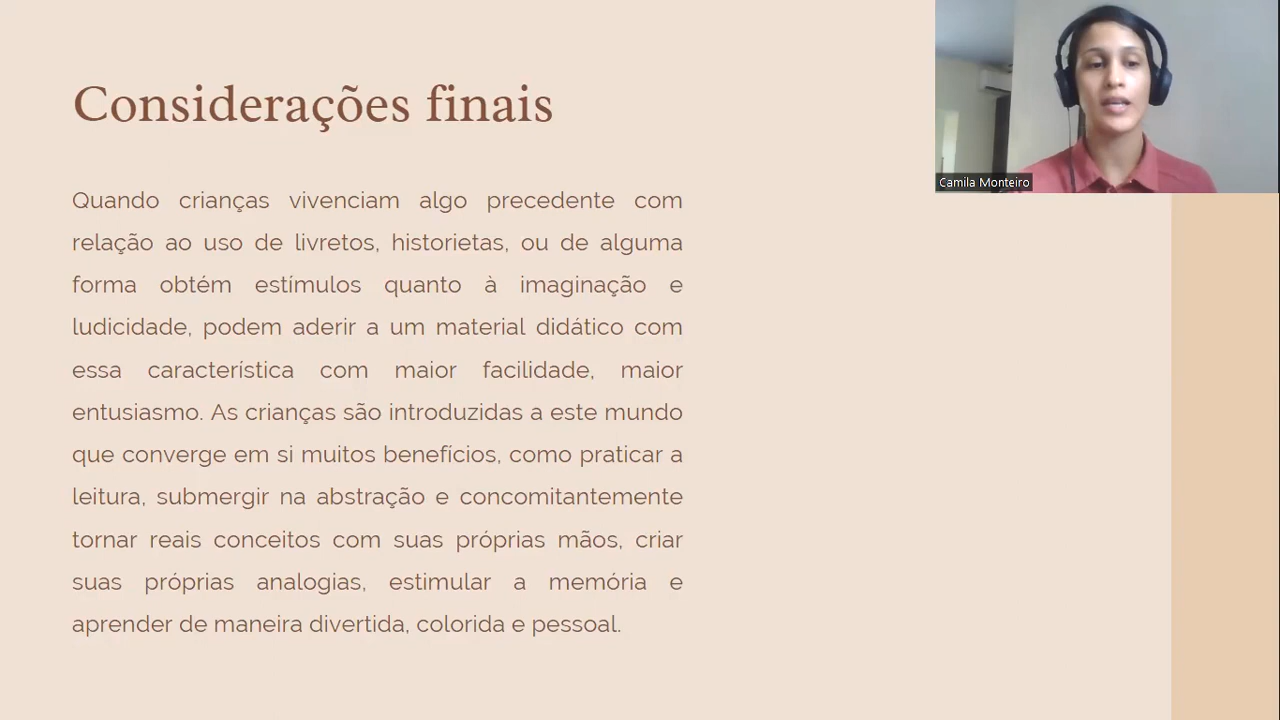 Considerações finais
Quando crianças vivenciam algo precedente com
relação ao uso de livretos, historietas, ou de alguma
forma obtém estímulos quanto à imaginação e
ludicidade, podem aderir a um material didático com
essa característica com maior facilidade, maior
entusiasmo. As crianças são introduzidas a este mundo
que converge em si muitos benefícios, como praticar a
leitura, submergir na abstração e concomitantemente
tornar reais conceitos com suas próprias mãos, criar
suas próprias analogias, estimular a memória e
aprender de maneira divertida, colorida e pessoal.
Camila Monteiro